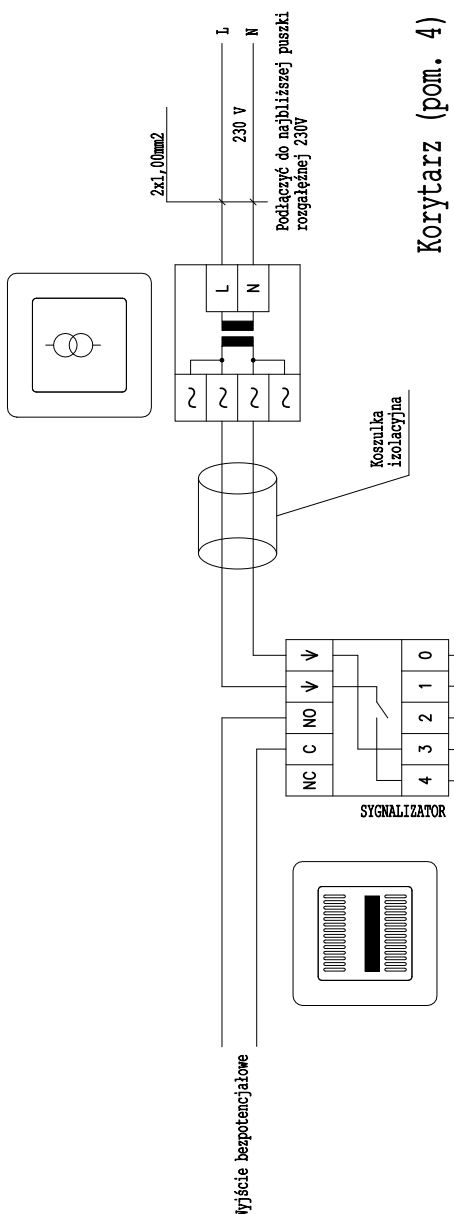 2x1,00mm2
L
230 V
N
Podłączyć do najbliższej puszki
rozgałęźnej 230V
~
~
~
~
L
N
Koszulka
izolacyjna
Wyjście bezpotencjałowe
NC
C
NO
4
3
2
1
0
SYGNALIZATOR
Korytarz (pom. 4)